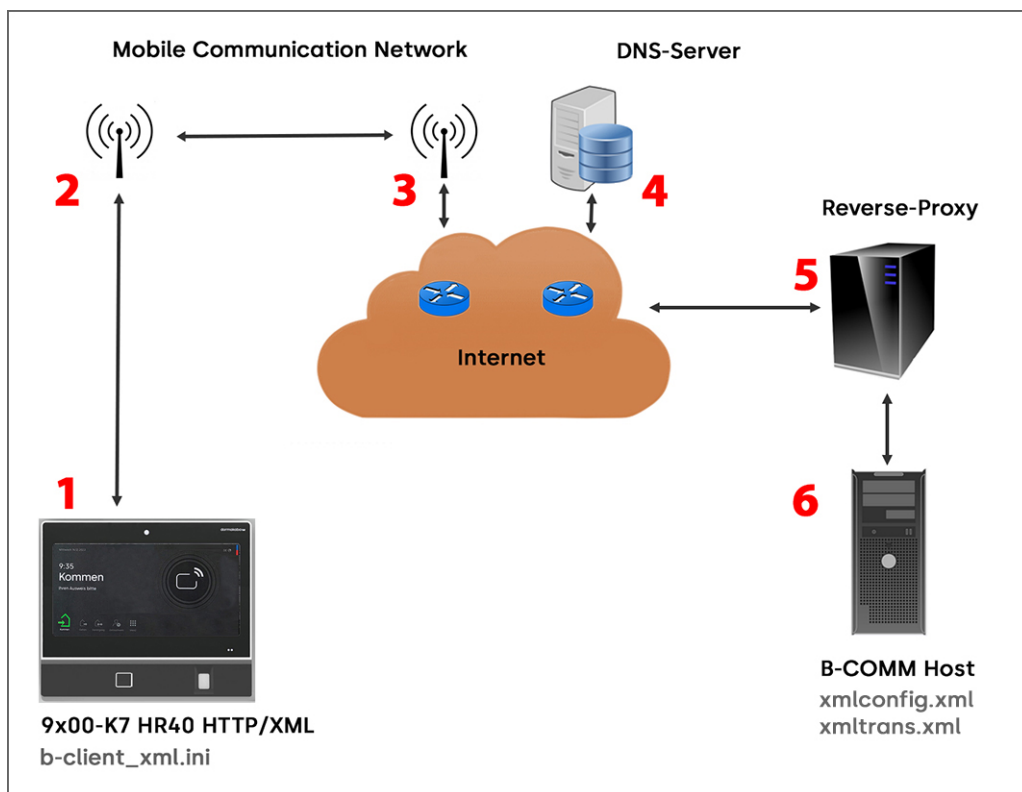 Mobile Communication Network
DNS-Server
2
3
4
Reverse-Proxy
5
Internet
1
9:35
Kommen
6
9x00-K7 HR40 HTTP/XML
b-client_xml.ini
B-COMM Host
xmlconfig.xml
xmltrans.xml